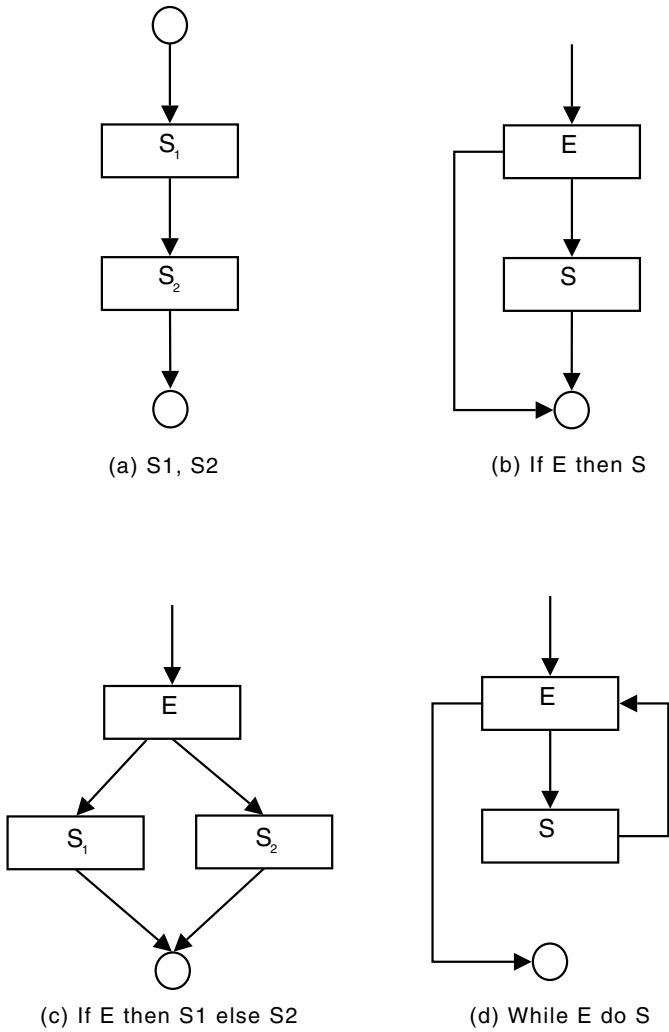 S₁
S₂
(a) S1, S2
E
S
(b) If E then S
E
S₁ S₂
(c) If E then S1 else S2
E
S
(d) While E do S